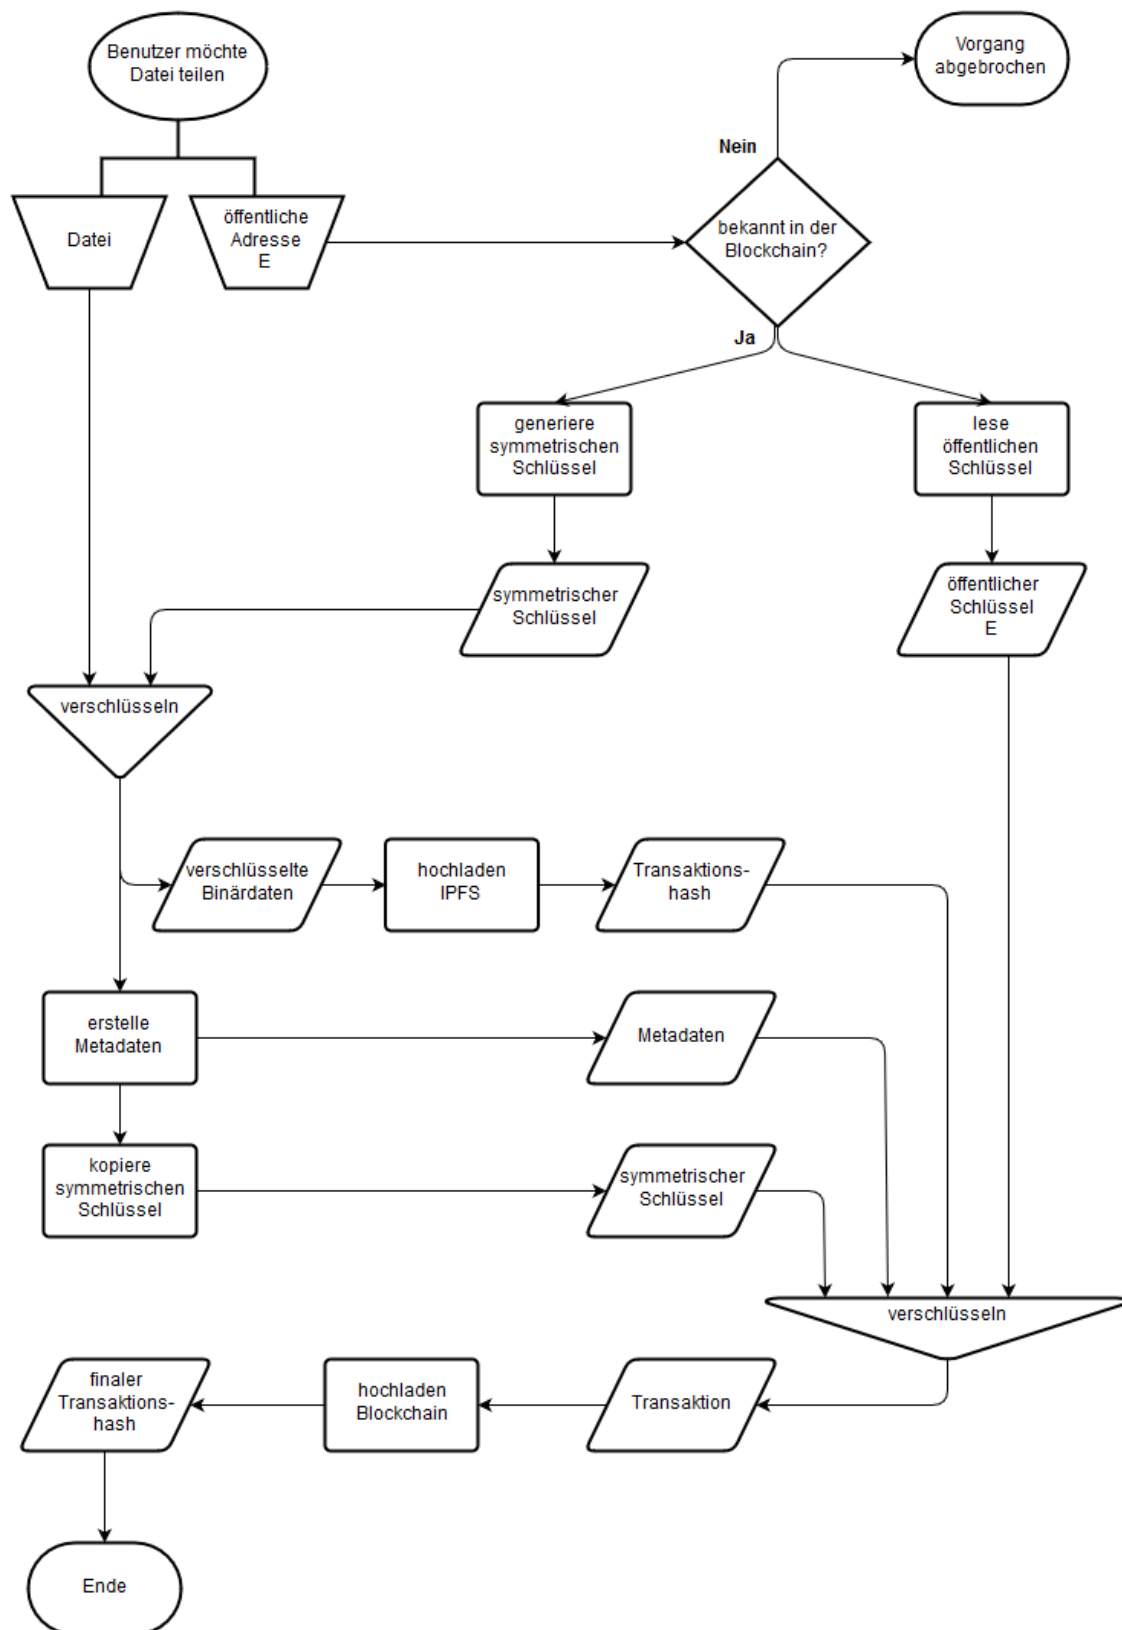 Benutzer möchte
Datei teilen
Vorgang
abgebrochen
Nein
Datei
öffentliche
Adresse
E
bekannt in der
Blockchain?
Ja
generiere
symmetrischen
Schlüssel
lese
öffentlichen
Schlüssel
symmetrischer
Schlüssel
öffentlicher
Schlüssel
E
verschlüsseln
verschlüsselte
Binärdaten
hochladen
IPFS
Transaktions-
hash
erstelle
Metadaten
Metadaten
kopiere
symmetrischen
Schlüssel
symmetrischer
Schlüssel
verschlüsseln
finaler
Transaktions-
hash
hochladen
Blockchain
Transaktion
Ende